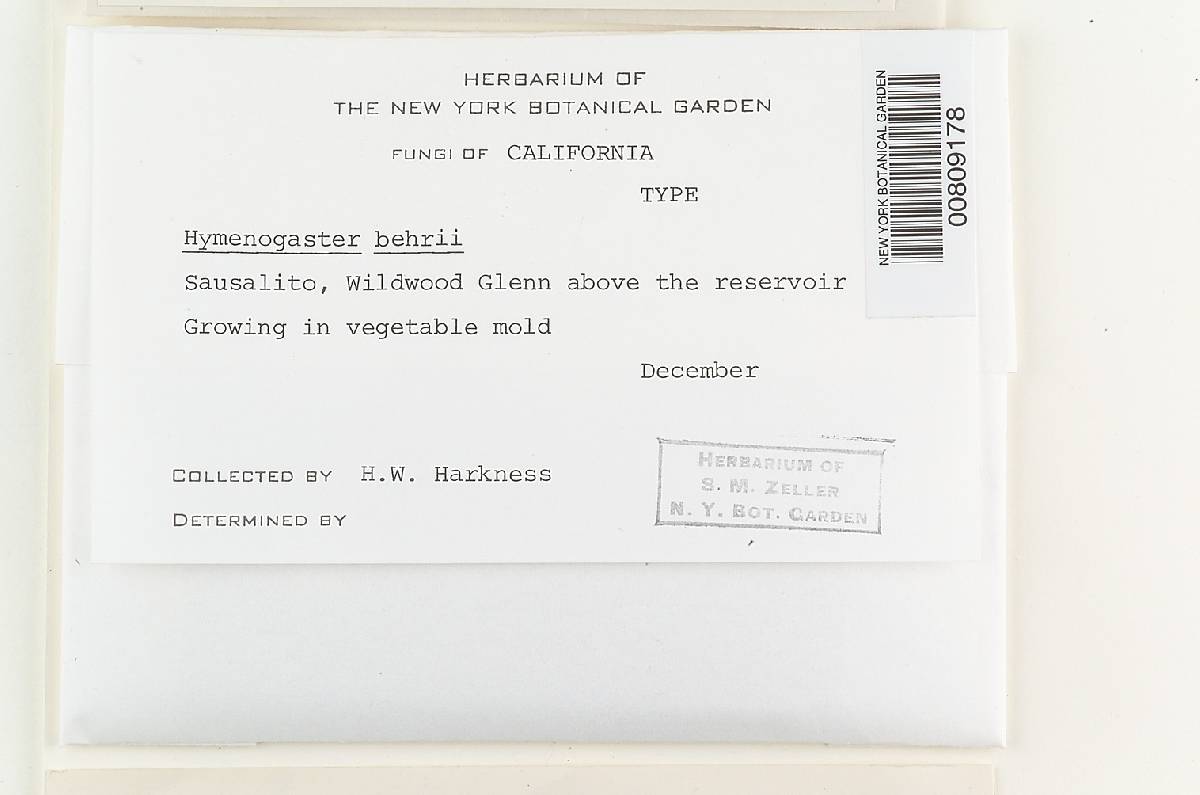 HERBARIUM OF
THE NEW YORK BOTANICAL GARDEN
FUNGI OF CALIFORNIA
TYPE
Hymenogaster behrii
Sausalito, Wildwood Glenn above the reservoir
Growing in vegetable mold
December
COLLECTED BY H.W. Harkness
DETERMINED BY
HERBARIUM OF
S. M. ZELLER
N. Y. BOT. GARDEN
NEW YORK BOTANICAL GARDEN
00809178